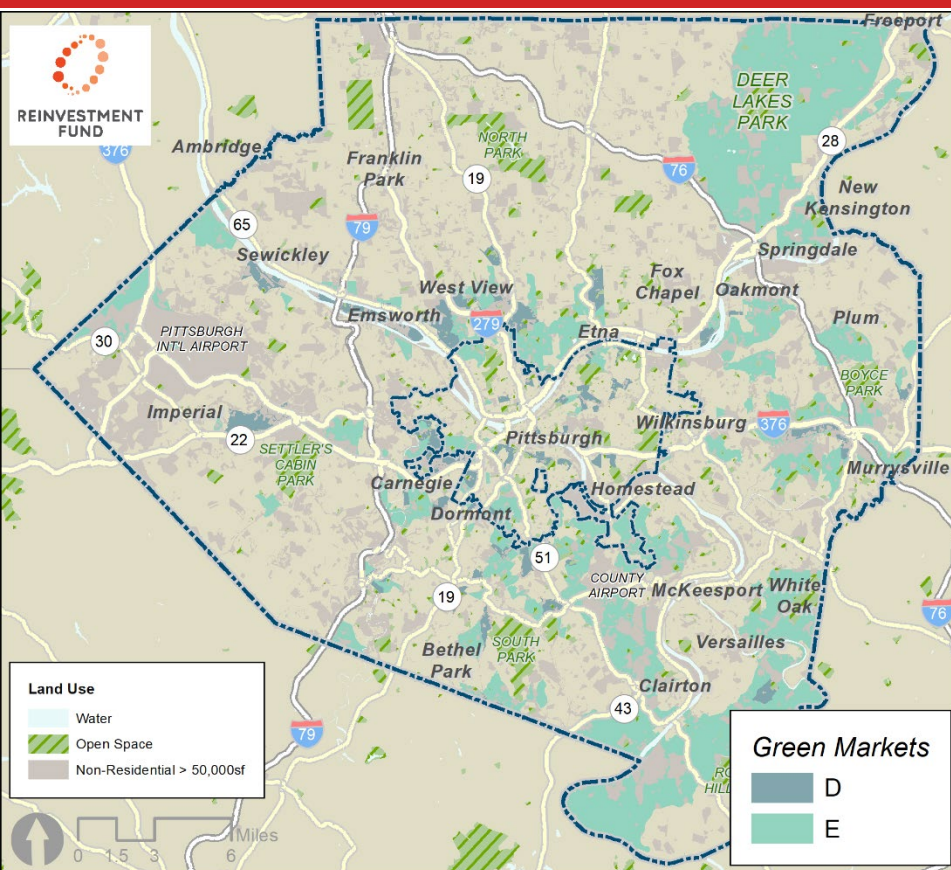 REINVESTMENT
FUND
Freeport
DEER
LAKES
PARK
376
Ambridge
Franklin
Park
NORTH
PARK
19
76
28
79
New
Kensington
65
Sewickley
Springdale
West View
Fox
Chapel
Oakmont
Emsworth
279
Etna
Plum
30
PITTSBURGH
INT'L AIRPORT
BOYCE
PARK
Imperial
22
SETTLER'S
CABIN
PARK
Pittsburgh
Wilkinsburg
376
Murrysville
Carnegie
Homestead
Dormont
51
COUNTY
AIRPORT
McKeesport
White
Oak
19
76
Bethel
Park
SOUTH
PARK
Versailles
Clairton
43
79
Land Use
Water
Open Space
Non-Residential > 50,000sf
Green Markets
D
E
Miles
0 1.5 3 6